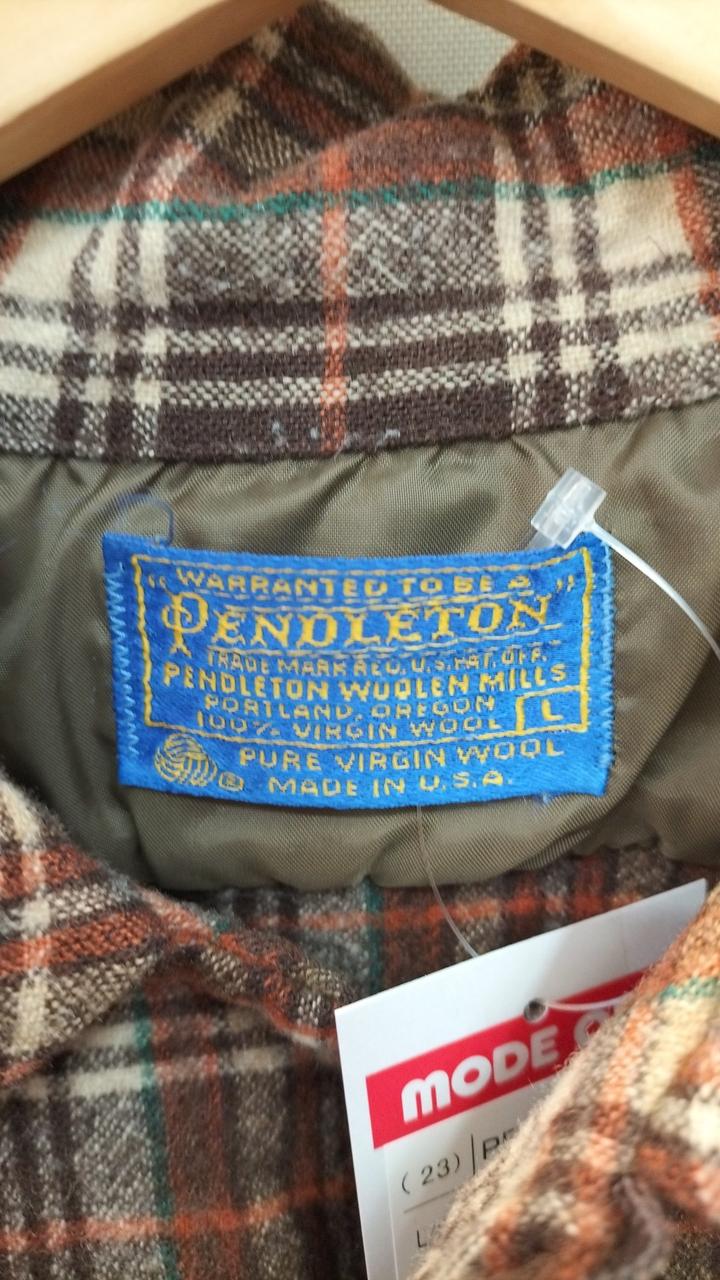 "WARRANTED TO BE A"
PENDLETON
TRADE MARK REG. U.S. PAT. OFF.
PENDLETON WOOLEN MILLS
PORTLAND, OREGON
100% VIRGIN WOOL L
PURE VIRGIN WOOL
® MADE IN U.S.A.
MODE
(23)